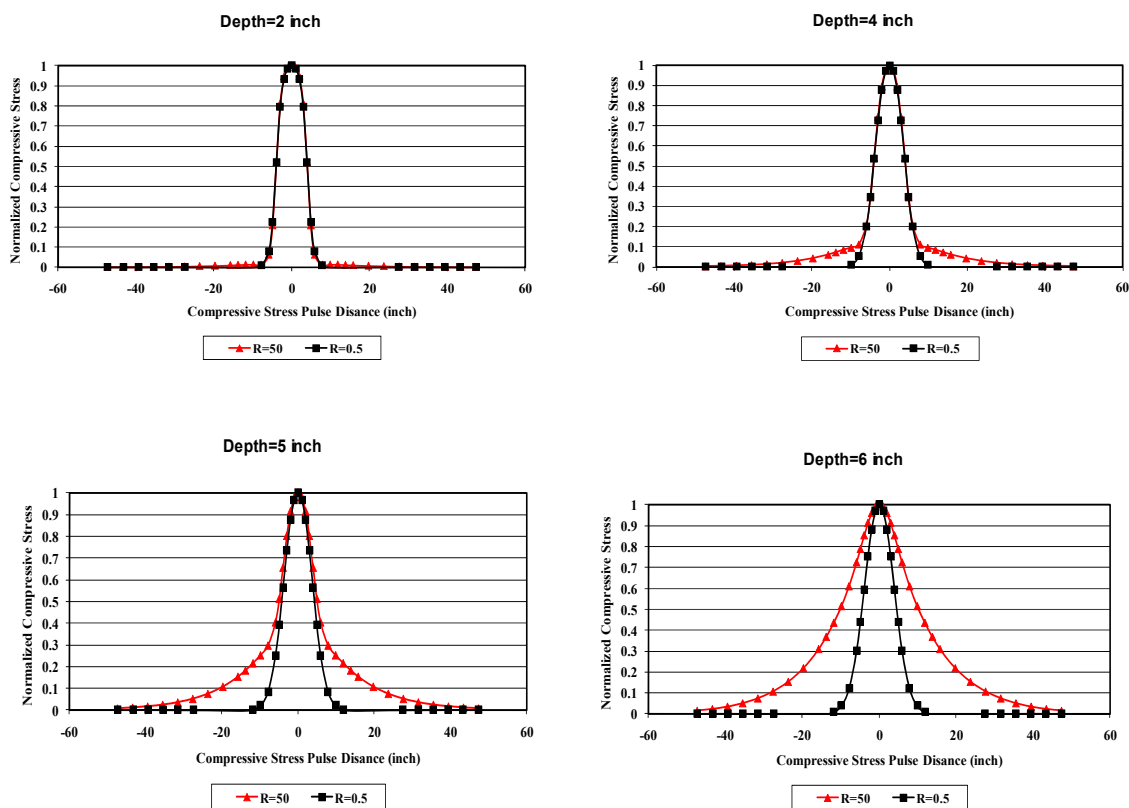 Depth=2 inch
Normalized Compressive Stress
1
0.9
0.8
0.7
0.6
0.5
0.4
0.3
0.2
0.1
0
-60 -40 -20 0 20 40 60
Compressive Stress Pulse Disance (inch)
R=50 R=0.5
Depth=4 inch
Normalized Compressive Stress
1
0.9
0.8
0.7
0.6
0.5
0.4
0.3
0.2
0.1
0
-60 -40 -20 0 20 40 60
Compressive Stress Pulse Disance (inch)
R=50 R=0.5
Depth=5 inch
Normalized Compressive Stress
1
0.9
0.8
0.7
0.6
0.5
0.4
0.3
0.2
0.1
0
-60 -40 -20 0 20 40 60
Compressive Stress Pulse Disance (inch)
R=50 R=0.5
Depth=6 inch
Normalized Compressive Stress
1
0.9
0.8
0.7
0.6
0.5
0.4
0.3
0.2
0.1
0
-60 -40 -20 0 20 40 60
Compressive Stress Pulse Disance (inch)
R=50 R=0.5